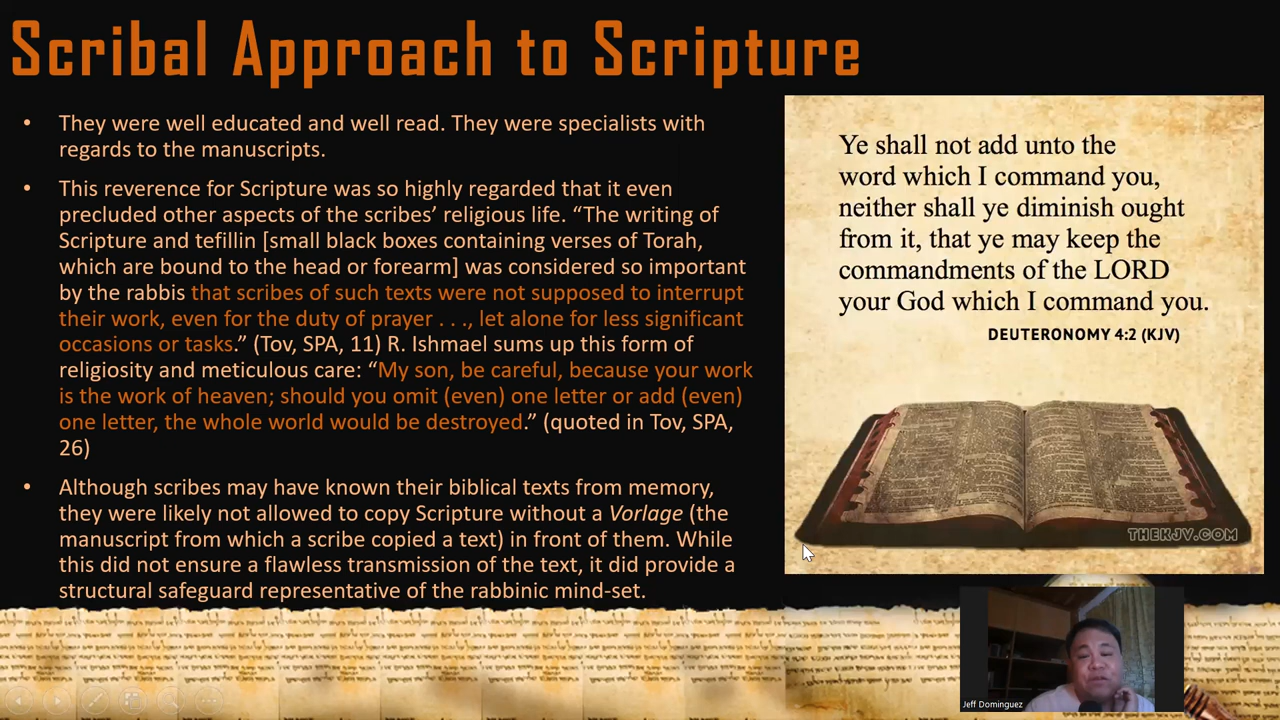 Scribal Approach to Scripture
• They were well educated and well read. They were specialists with
regards to the manuscripts.
• This reverence for Scripture was so highly regarded that it even
precluded other aspects of the scribes’ religious life. “The writing of
Scripture and tefillin [small black boxes containing verses of Torah,
which are bound to the head or forearm] was considered so important
by the rabbis that scribes of such texts were not supposed to interrupt
their work, even for the duty of prayer . . ., let alone for less significant
occasions or tasks.” (Tov, SPA, 11) R. Ishmael sums up this form of
religiosity and meticulous care: “My son, be careful, because your work
is the work of heaven; should you omit (even) one letter or add (even)
one letter, the whole world would be destroyed.” (quoted in Tov, SPA,
26)
• Although scribes may have known their biblical texts from memory,
they were likely not allowed to copy Scripture without a Vorlage (the
manuscript from which a scribe copied a text) in front of them. While
this did not ensure a flawless transmission of the text, it did provide a
structural safeguard representative of the rabbinic mind-set.
Ye shall not add unto the
word which I command you,
neither shall ye diminish ought
from it, that ye may keep the
commandments of the LORD
your God which I command you.
DEUTERONOMY 4:2 (KJV)
THEKJV.COM
Jeff Dominguez